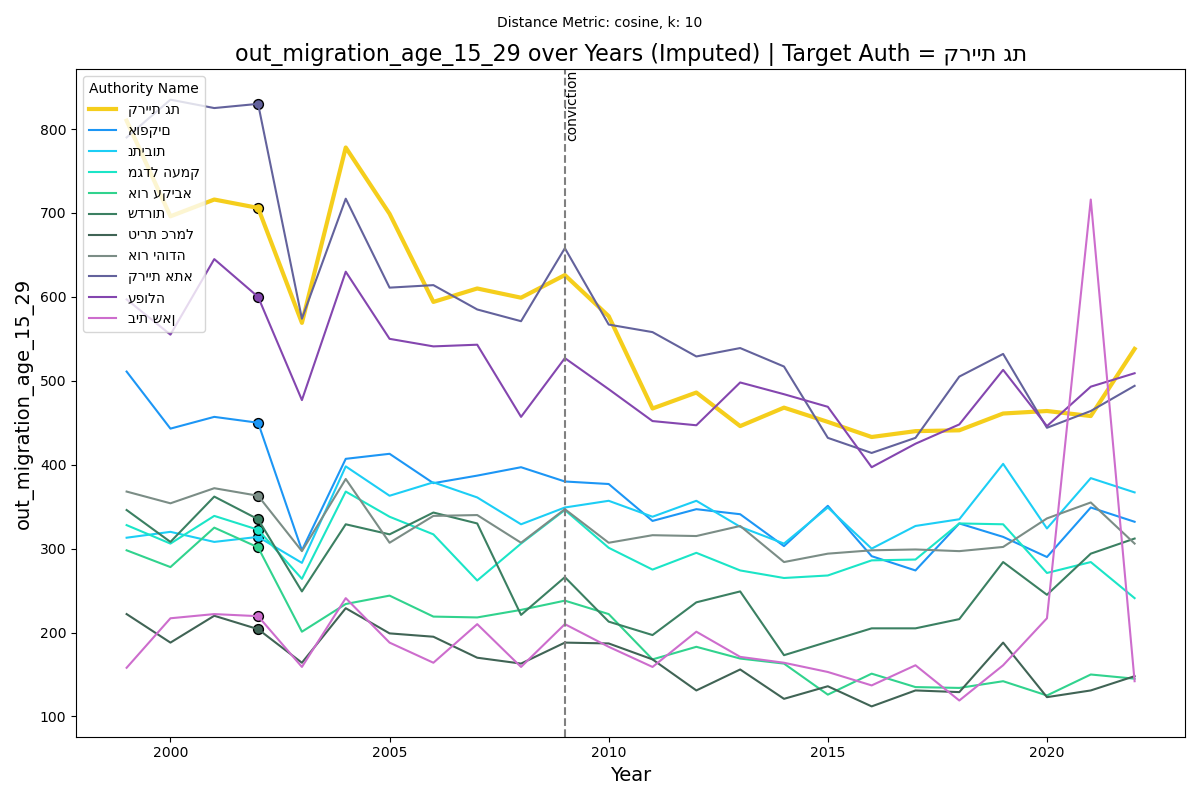 Distance Metric: cosine, k: 10
out_migration_age_15_29 over Years (Imputed) | Target Auth = קריית גת
Authority Name
קריית גת
אופקים
נתיבות
מגדל העמק
אור עקיבא
שדרות
טירת כרמל
אור יהודה
קריית אתא
עפולה
בית שאן
conviction
out_migration_age_15_29
800
700
600
500
400
300
200
100
2000
2005
2010
2015
2020
Year